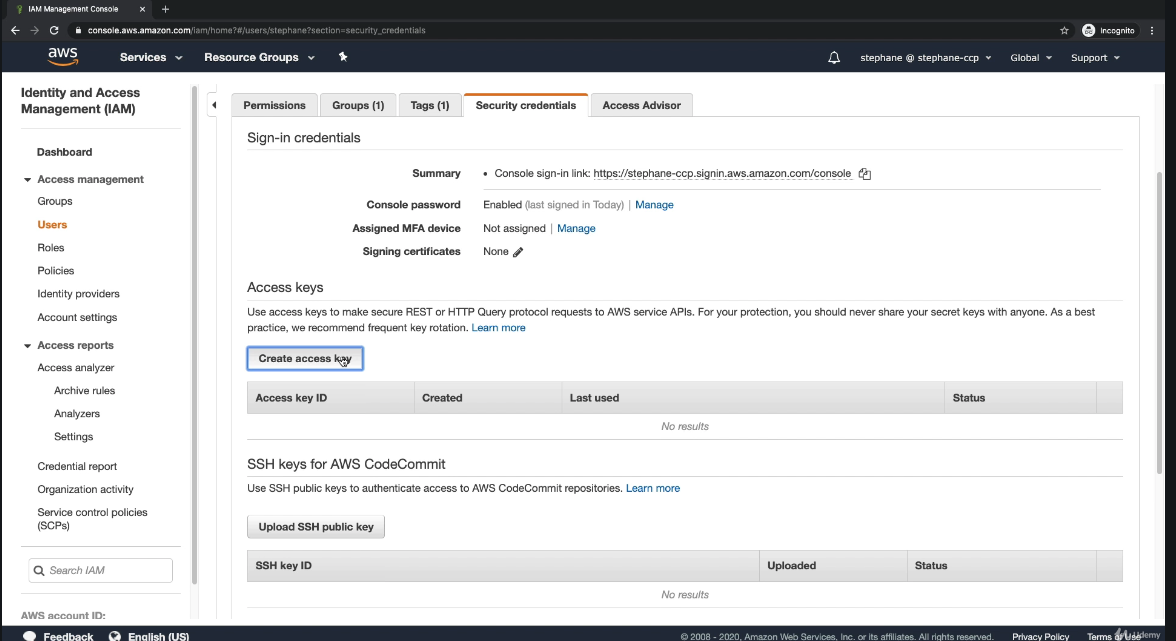 IAM Management Console
console.aws.amazon.com/iam/home?#/users/stephane?section=security_credentials
Incognito
aws
Services
Resource Groups
stephane @ stephane-ccp
Global
Support
Identity and Access
Management (IAM)
Dashboard
Access management
Groups
Users
Roles
Policies
Identity providers
Account settings
Access reports
Access analyzer
Archive rules
Analyzers
Settings
Credential report
Organization activity
Service control policies
(SCPs)
Search IAM
AWS account ID:
Permissions
Groups (1)
Tags (1)
Security credentials
Access Advisor
Sign-in credentials
Summary
• Console sign-in link: https://stephane-ccp.signin.aws.amazon.com/console
Console password
Enabled (last signed in Today) | Manage
Assigned MFA device
Not assigned | Manage
Signing certificates
None
Access keys
Use access keys to make secure REST or HTTP Query protocol requests to AWS service APIs. For your protection, you should never share your secret keys with anyone. As a best
practice, we recommend frequent key rotation. Learn more
Create access key
Access key ID
Created
Last used
Status
No results
SSH keys for AWS CodeCommit
Use SSH public keys to authenticate access to AWS CodeCommit repositories. Learn more
Upload SSH public key
SSH key ID
Uploaded
Status
No results
Feedback
English (US)
© 2008 - 2020, Amazon Web Services, Inc. or its affiliates. All rights reserved.
Privacy Policy
Terms of Use
Udemy